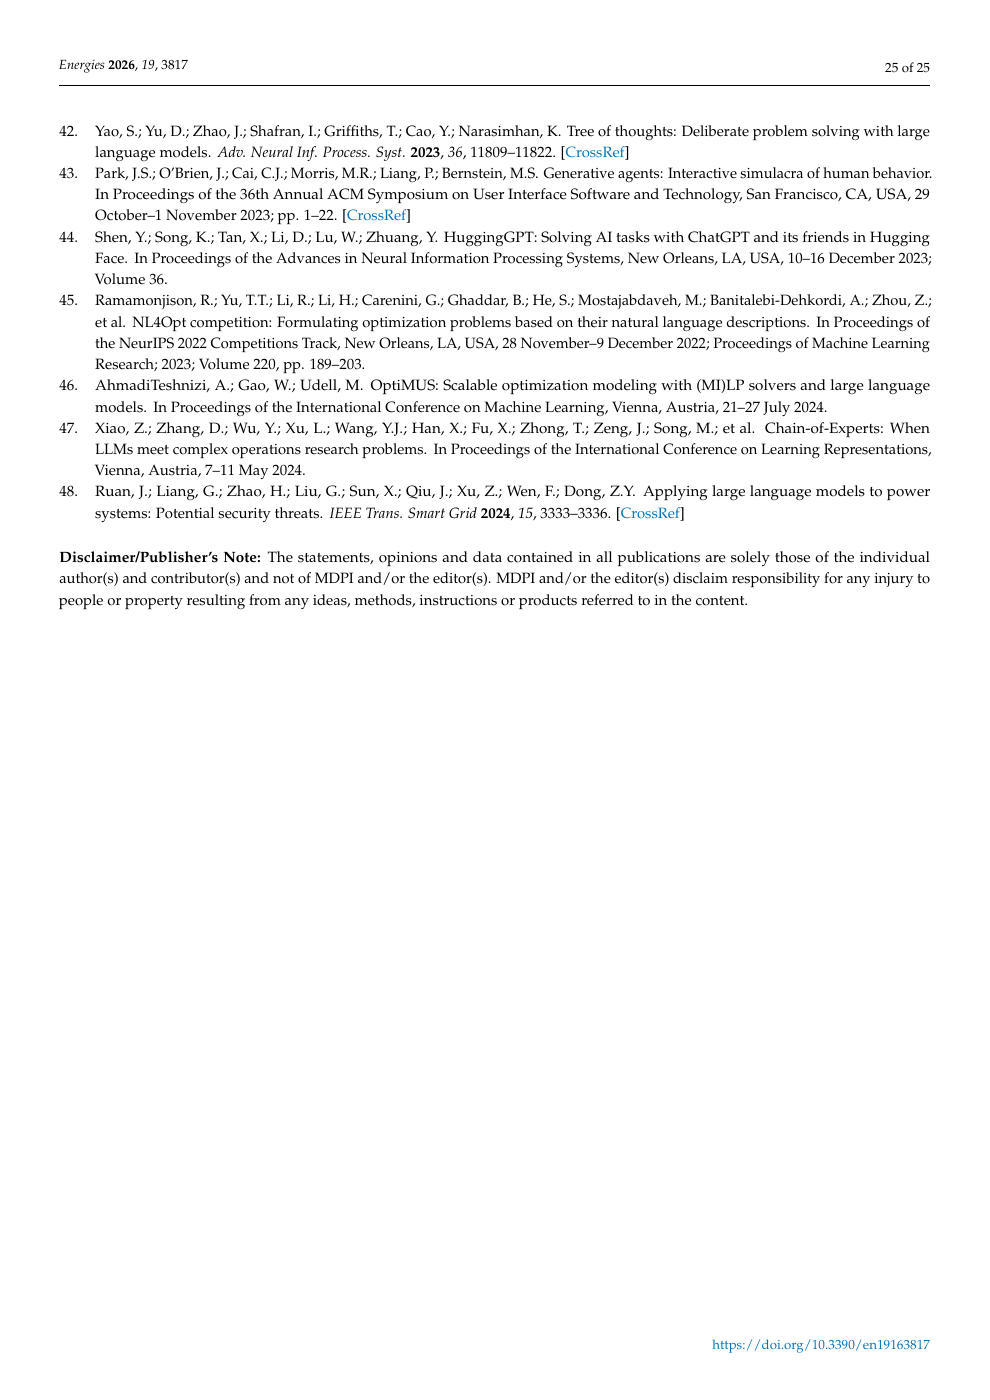 Energies 2026, 19, 3817
25 of 25
42. Yao, S.; Yu, D.; Zhao, J.; Shafran, I.; Griffiths, T.; Cao, Y.; Narasimhan, K. Tree of thoughts: Deliberate problem solving with large
language models. Adv. Neural Inf. Process. Syst. 2023, 36, 11809–11822. [CrossRef]
43. Park, J.S.; O’Brien, J.; Cai, C.J.; Morris, M.R.; Liang, P.; Bernstein, M.S. Generative agents: Interactive simulacra of human behavior.
In Proceedings of the 36th Annual ACM Symposium on User Interface Software and Technology, San Francisco, CA, USA, 29
October–1 November 2023; pp. 1–22. [CrossRef]
44. Shen, Y.; Song, K.; Tan, X.; Li, D.; Lu, W.; Zhuang, Y. HuggingGPT: Solving AI tasks with ChatGPT and its friends in Hugging
Face. In Proceedings of the Advances in Neural Information Processing Systems, New Orleans, LA, USA, 10–16 December 2023;
Volume 36.
45. Ramamonjison, R.; Yu, T.T.; Li, R.; Li, H.; Carenini, G.; Ghaddar, B.; He, S.; Mostajabdaveh, M.; Banitalebi-Dehkordi, A.; Zhou, Z.;
et al. NL4Opt competition: Formulating optimization problems based on their natural language descriptions. In Proceedings of
the NeurIPS 2022 Competitions Track, New Orleans, LA, USA, 28 November–9 December 2022; Proceedings of Machine Learning
Research; 2023; Volume 220, pp. 189–203.
46. AhmadiTeshnizi, A.; Gao, W.; Udell, M. OptiMUS: Scalable optimization modeling with (MI)LP solvers and large language
models. In Proceedings of the International Conference on Machine Learning, Vienna, Austria, 21–27 July 2024.
47. Xiao, Z.; Zhang, D.; Wu, Y.; Xu, L.; Wang, Y.J.; Han, X.; Fu, X.; Zhong, T.; Zeng, J.; Song, M.; et al. Chain-of-Experts: When
LLMs meet complex operations research problems. In Proceedings of the International Conference on Learning Representations,
Vienna, Austria, 7–11 May 2024.
48. Ruan, J.; Liang, G.; Zhao, H.; Liu, G.; Sun, X.; Qiu, J.; Xu, Z.; Wen, F.; Dong, Z.Y. Applying large language models to power
systems: Potential security threats. IEEE Trans. Smart Grid 2024, 15, 3333–3336. [CrossRef]
Disclaimer/Publisher’s Note: The statements, opinions and data contained in all publications are solely those of the individual
author(s) and contributor(s) and not of MDPI and/or the editor(s). MDPI and/or the editor(s) disclaim responsibility for any injury to
people or property resulting from any ideas, methods, instructions or products referred to in the content.
https://doi.org/10.3390/en19163817